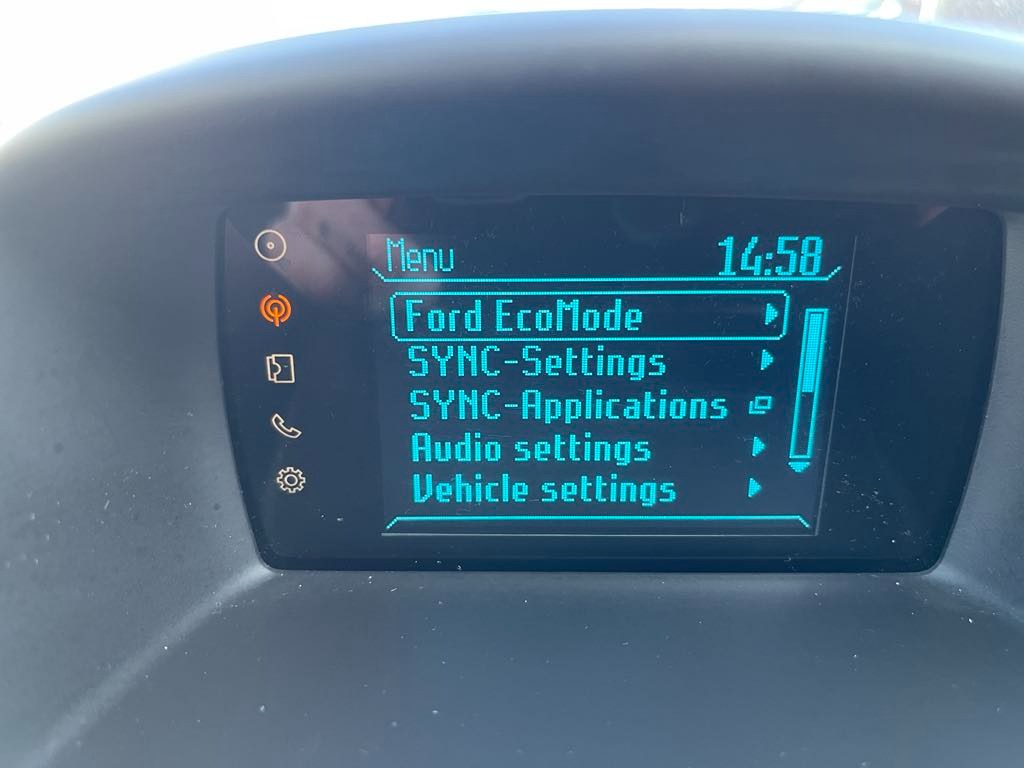 Menu 14:58
Ford EcoMode
SYNC-Settings
SYNC-Applications
Audio settings
Vehicle settings